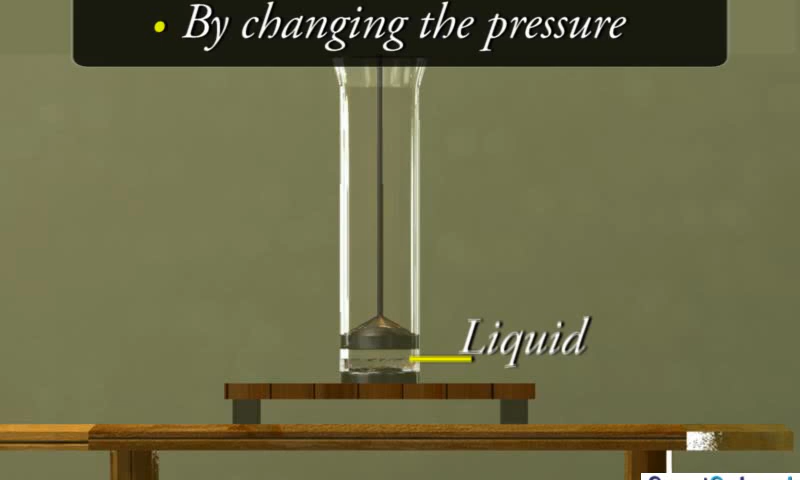 • By changing the pressure
Liquid